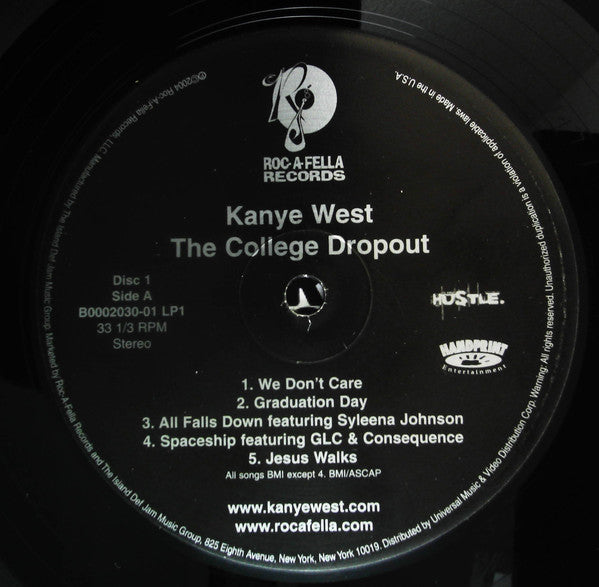 ROC-A-FELLA
RECORDS
Kanye West
The College Dropout
Disc 1
Side A
B0002030-01 LP1
33 1/3 RPM
Stereo
HUSTLE.
HANDPRINT
Entertainment
1. We Don't Care
2. Graduation Day
3. All Falls Down featuring Syleena Johnson
4. Spaceship featuring GLC & Consequence
5. Jesus Walks
All songs BMI except 4. BMI/ASCAP
www.kanyewest.com
www.rocafella.com
℗©2004 Roc-A-Fella Records, LLC. Manufactured by The Island Def Jam Music Group. Marketed by Roc-A-Fella Records and The Island Def Jam Music Group, 825 Eighth Avenue, New York, New York 10019. Distributed by Universal Music & Video Distribution Corp. Warning: All rights reserved. Unauthorized duplication is a violation of applicable laws. Made in the U.S.A.